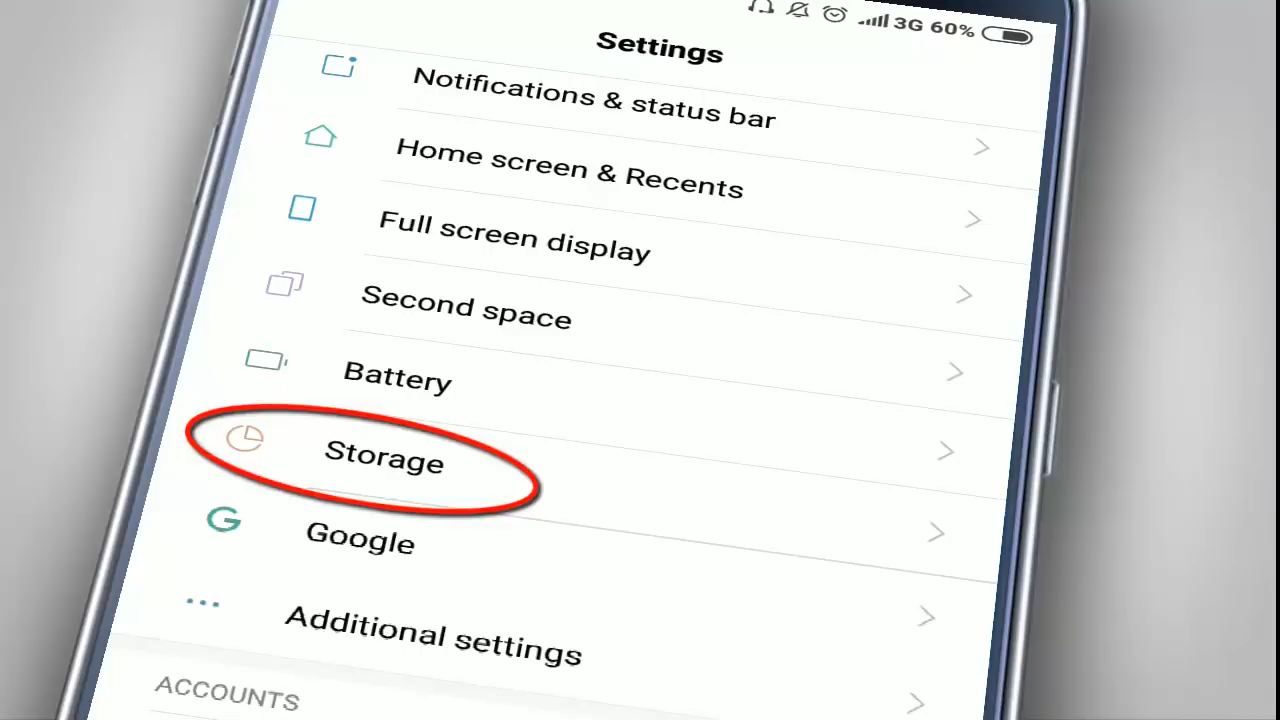 3G 60%
Settings
Notifications & status bar
Home screen & Recents
Full screen display
Second space
Battery
Storage
Google
Additional settings
ACCOUNTS